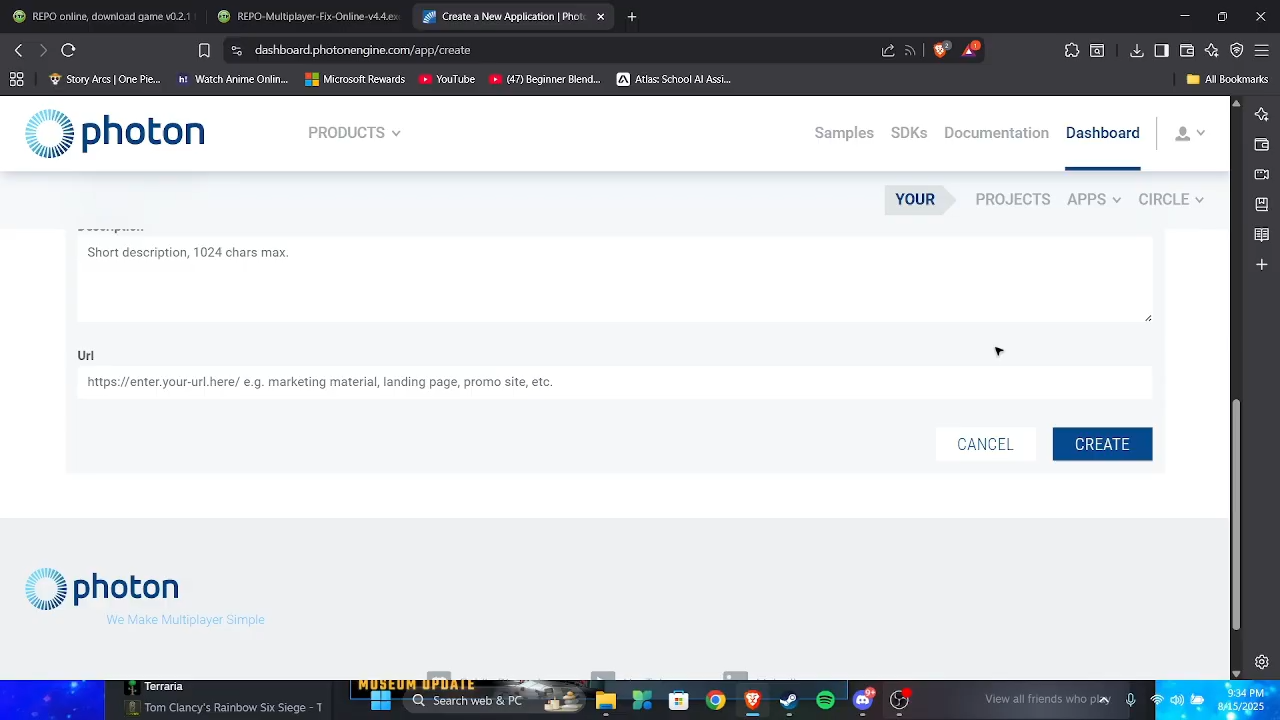 REPO online, download game v0.2.1
REPO-Multiplayer-Fix-Online-v4.4.exe
Create a New Application | Photo
dashboard.photonengine.com/app/create
2
1
Story Arcs | One Pie...
h!
Watch Anime Onlin...
Microsoft Rewards
YouTube
(47) Beginner Blend...
Atlas: School AI Assi...
All Bookmarks
photon
PRODUCTS
Samples
SDKs
Documentation
Dashboard
YOUR
PROJECTS
APPS
CIRCLE
Description
Short description, 1024 chars max.
Url
https://enter.your-url.here/ e.g. marketing material, landing page, promo site, etc.
CANCEL
CREATE
photon
We Make Multiplayer Simple
MUSEUM UPDATE
Terraria
Tom Clancy's Rainbow Six Siege - T
Search web & PC
View all friends who play
9:34 PM
8/15/2025